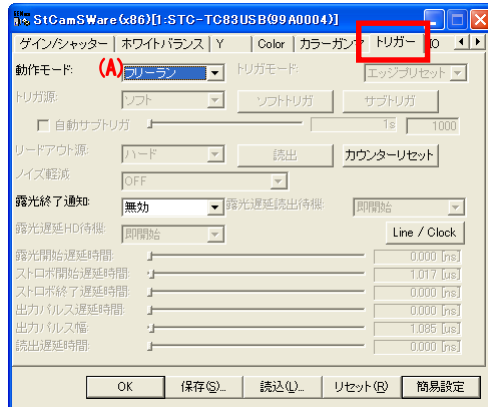 StCamSWare(x86)[1:STC-TC83USB(99A0004)]
ゲイン/シャッター ホワイトバランス Y Color カラーガンマ トリガー IO
動作モード: (A) フリーラン トリガモード: エッジプリセット
トリガ源: ソフト ソフトトリガ サブトリガ
自動サブトリガ 1s 1000
リードアウト源: ハード 読出 カウンターリセット
ノイズ軽減 OFF
露光終了通知: 無効 露光遅延読出待機: 即開始
露光遅延HD待機: 即開始 Line / Clock
露光開始遅延時間: 0.000 [ns]
ストロボ開始遅延時間: 1.017 [us]
ストロボ終了遅延時間: 0.000 [ns]
出力パルス遅延時間: 0.000 [ns]
出力パルス幅: 1.085 [us]
読出遅延時間: 0.000 [ns]
OK 保存(S)... 読込(L)... リセット(R) 簡易設定